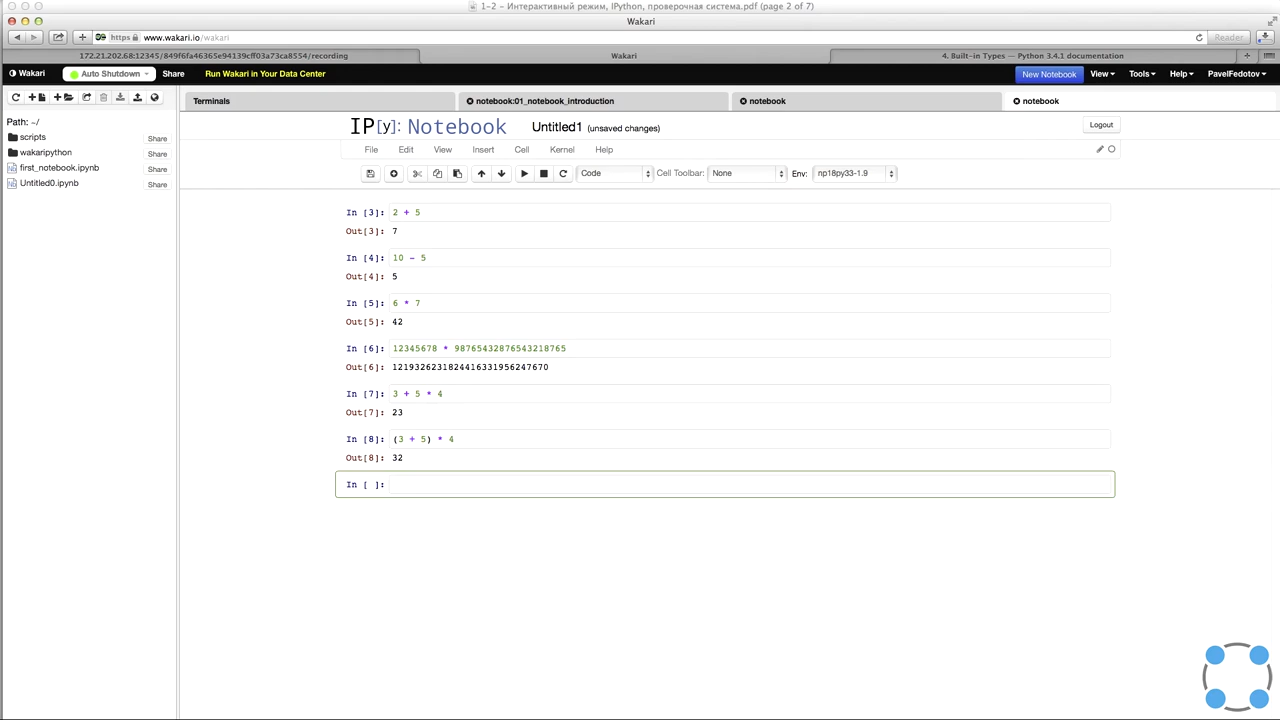 1-2 – Интерактивный режим, IPython, проверочная система.pdf (page 2 of 7)
Wakari
https www.wakari.io/wakari
Reader
172.21.202.68:12345/849f6fa46365e94139cff03a73ca8554/recording
Wakari
4. Built-in Types — Python 3.4.1 documentation
Wakari
Auto Shutdown
Share
Run Wakari in Your Data Center
New Notebook
View
Tools
Help
PavelFedotov
Terminals
notebook:01_notebook_introduction
notebook
notebook
Path: ~/
scripts Share
wakaripython Share
first_notebook.ipynb Share
Untitled0.ipynb Share
IP[y]: Notebook
Untitled1 (unsaved changes)
Logout
File Edit View Insert Cell Kernel Help
Code
Cell Toolbar: None
Env: np18py33-1.9
In [3]: 2 + 5
Out[3]: 7
In [4]: 10 - 5
Out[4]: 5
In [5]: 6 * 7
Out[5]: 42
In [6]: 12345678 * 98765432876543218765
Out[6]: 1219326231824416331956247670
In [7]: 3 + 5 * 4
Out[7]: 23
In [8]: (3 + 5) * 4
Out[8]: 32
In [ ]: